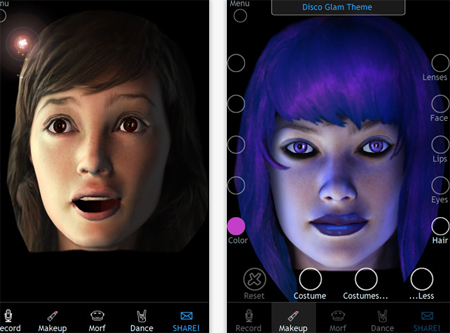 nu
ecord
Makeup
Morf
Dance
SHARE!
Menu
Disco Glam Theme
Lenses
Face
Lips
Eyes
Color
Hair
Reset
Costume
Costumes...
...Less
Record
Makeup
Morf
Dance
SHARE!